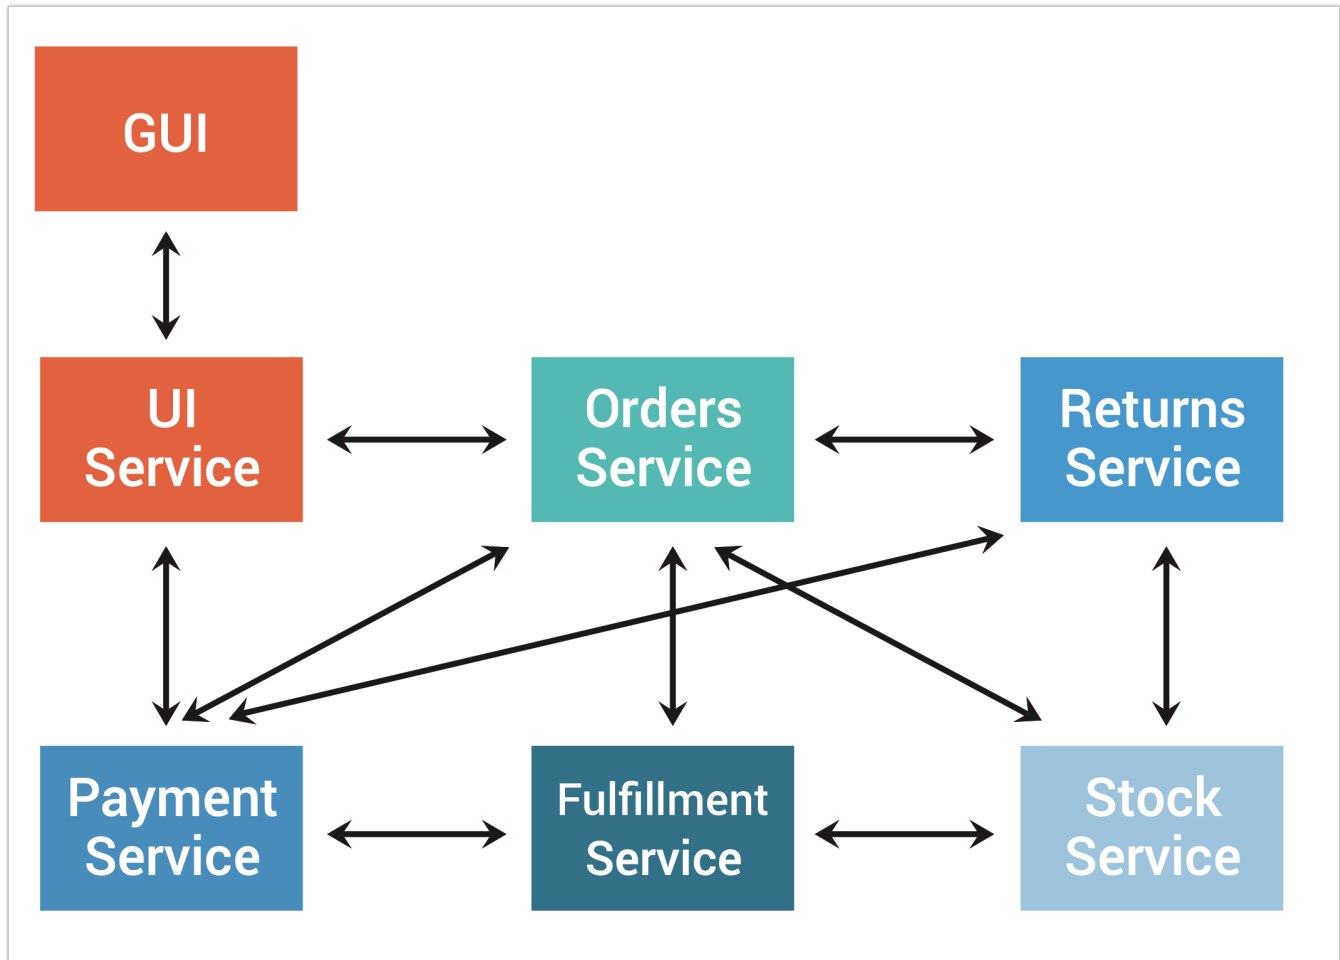 GUI
UI
Service
Orders
Service
Returns
Service
Payment
Service
Fulfillment
Service
Stock
Service